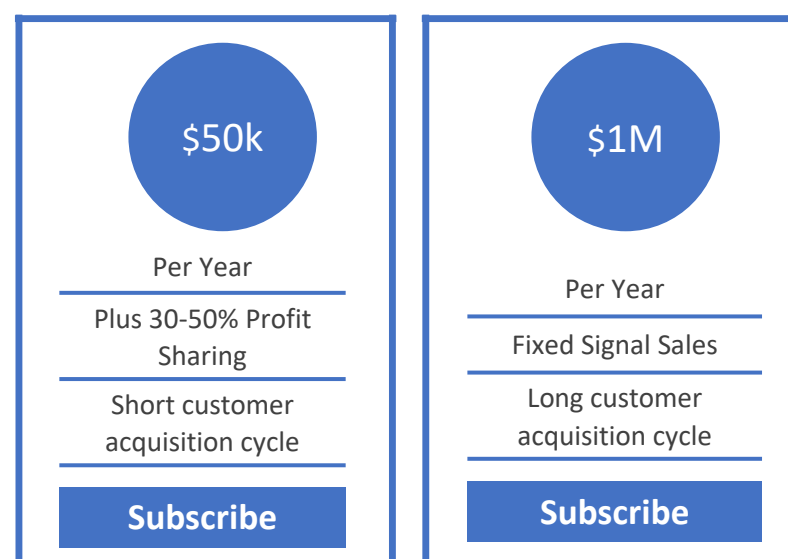 $50k
Per Year
Plus 30-50% Profit
Sharing
Short customer
acquisition cycle
Subscribe
$1M
Per Year
Fixed Signal Sales
Long customer
acquisition cycle
Subscribe